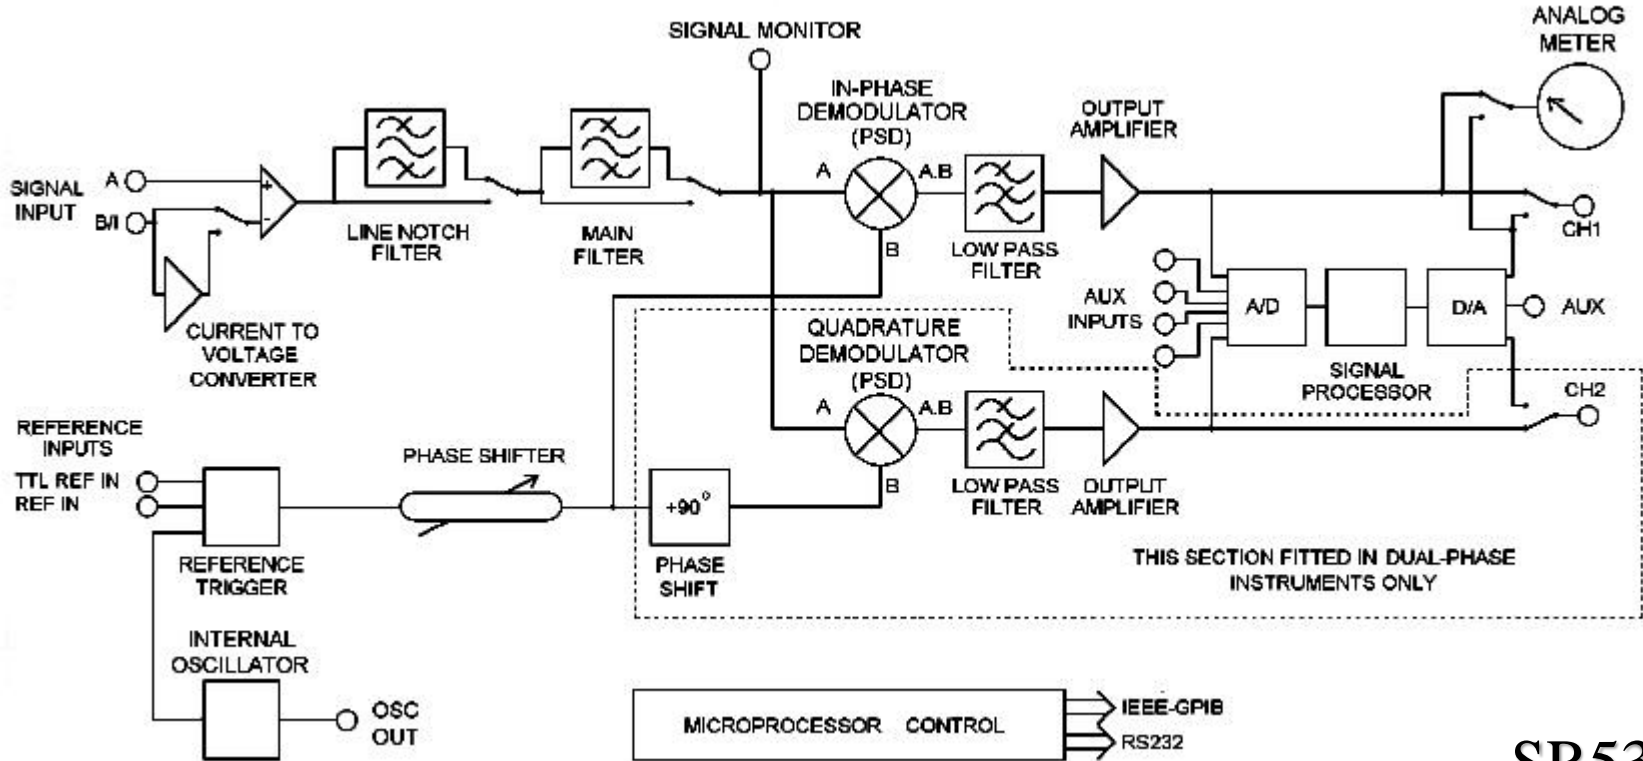 ANALOG
METER
SIGNAL MONITOR
IN-PHASE
DEMODULATOR
(PSD)
OUTPUT
AMPLIFIER
A
A.B
B
SIGNAL
INPUT
A
B/I
+
-
LINE NOTCH
FILTER
MAIN
FILTER
LOW PASS
FILTER
CH1
CURRENT TO
VOLTAGE
CONVERTER
AUX
INPUTS
A/D
D/A
AUX
SIGNAL
PROCESSOR
QUADRATURE
DEMODULATOR
(PSD)
A
A.B
B
CH2
REFERENCE
INPUTS
TTL REF IN
REF IN
PHASE SHIFTER
+90°
LOW PASS
FILTER
OUTPUT
AMPLIFIER
REFERENCE
TRIGGER
PHASE
SHIFT
THIS SECTION FITTED IN DUAL-PHASE
INSTRUMENTS ONLY
INTERNAL
OSCILLATOR
OSC
OUT
MICROPROCESSOR CONTROL
IEEE-GPIB
RS232